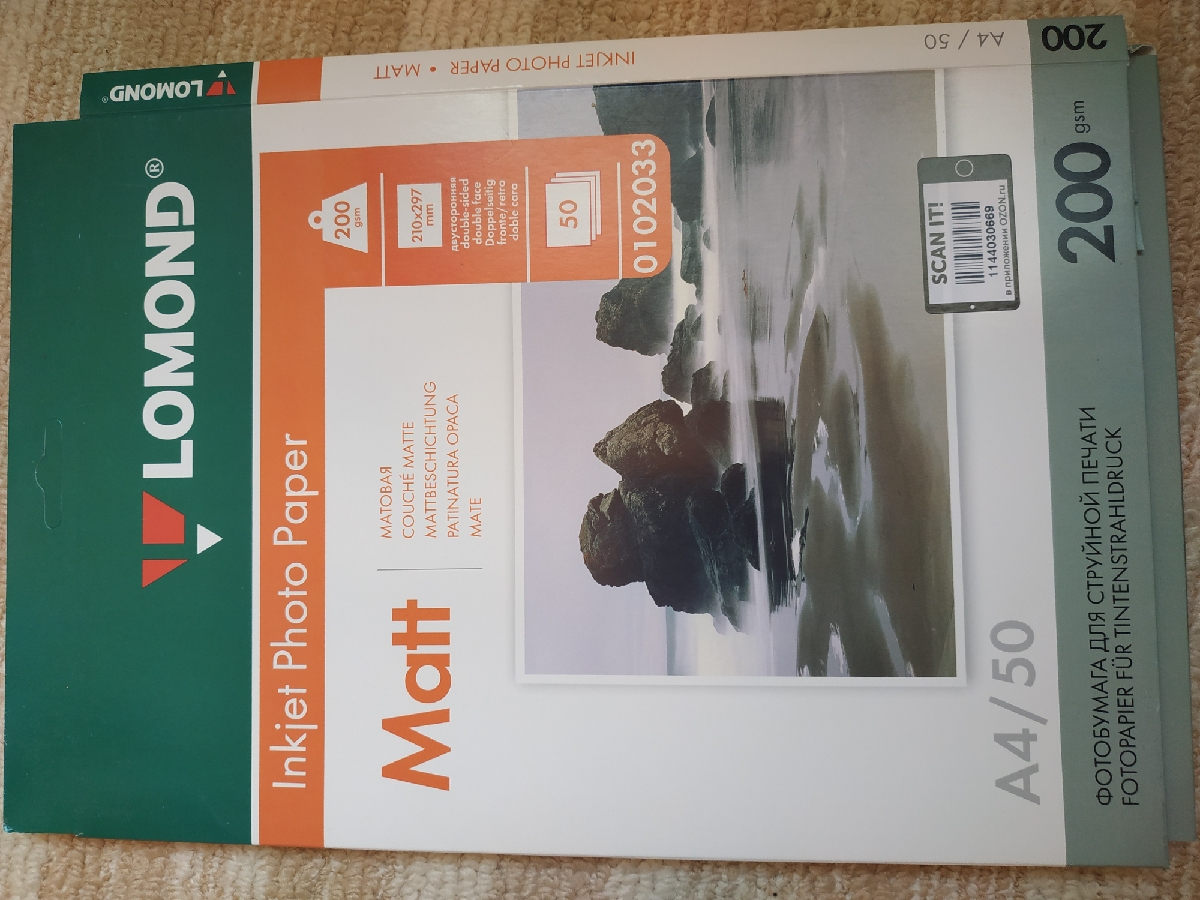 LOMOND®
LOMOND®
INKJET PHOTO PAPER • MATT
A4 / 50
200
Inkjet Photo Paper
200
gsm
210x297
mm
двусторонняя
double-sided
double face
Doppelseitig
fronte/retro
doble cara
50
0102033
Matt
МАТОВАЯ
COUCHÉ MATTE
MATTBESCHICHTUNG
PATINATURA OPACA
MATE
SCAN IT!
1144030669
в приложении OZON.ru
A4/50
200 gsm
ФОТОБУМАГА ДЛЯ СТРУЙНОЙ ПЕЧАТИ
FOTOPAPIER FÜR TINTENSTRAHLDRUCK